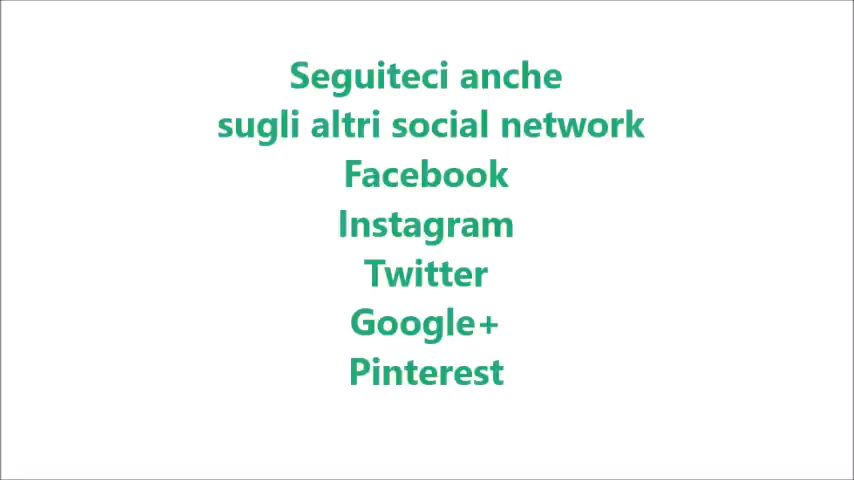 Seguiteci anche
sugli altri social network
Facebook
Instagram
Twitter
Google+
Pinterest